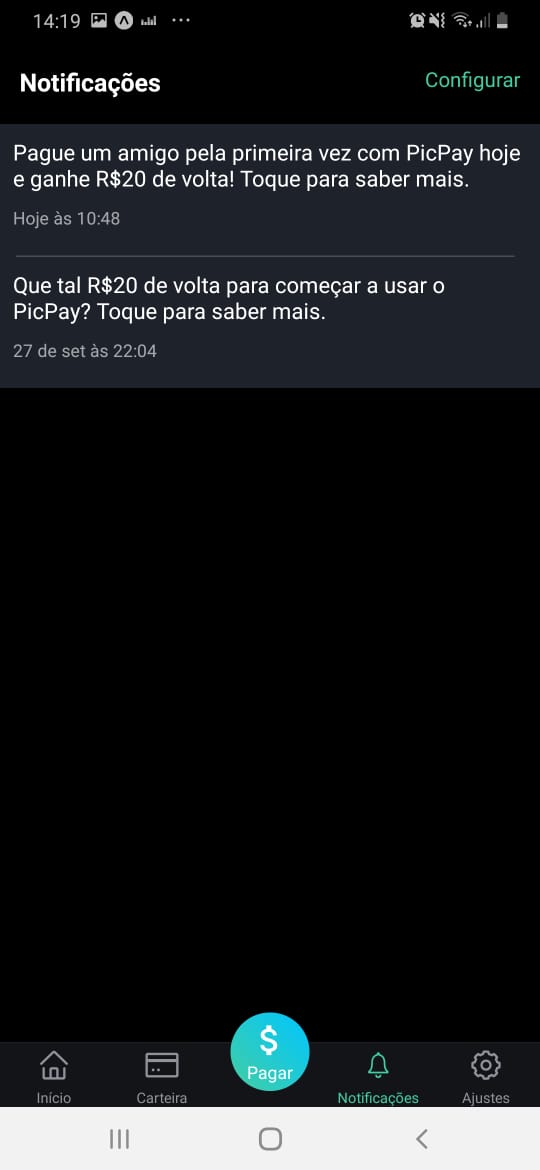 14:19
Notificações
Configurar
Pague um amigo pela primeira vez com PicPay hoje
e ganhe R$20 de volta! Toque para saber mais.
Hoje às 10:48
Que tal R$20 de volta para começar a usar o
PicPay? Toque para saber mais.
27 de set às 22:04
$
Pagar
Início
Carteira
Notificações
Ajustes